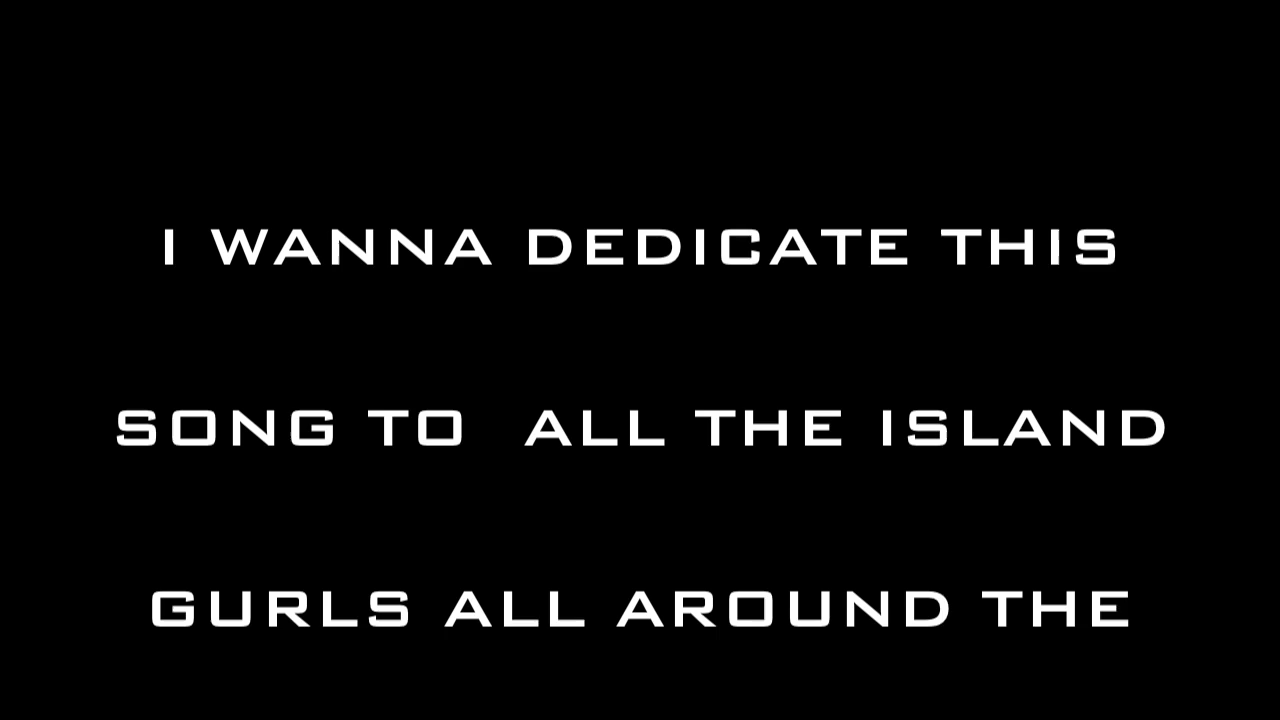 I WANNA DEDICATE THIS
SONG TO  ALL THE ISLAND
GURLS ALL AROUND THE